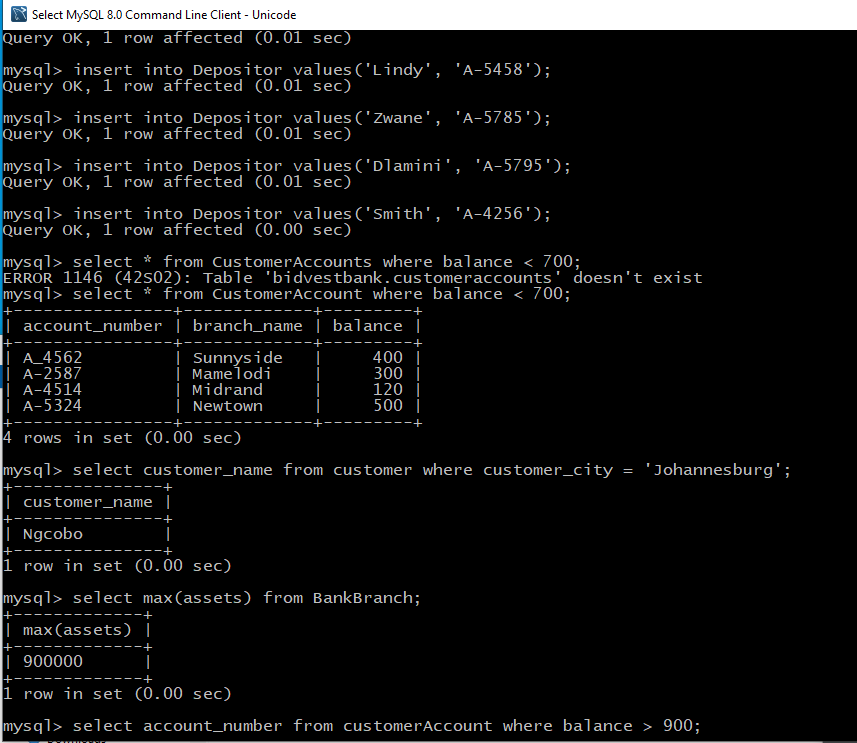 Select MySQL 8.0 Command Line Client - Unicode
Query OK, 1 row affected (0.01 sec)
mysql> insert into Depositor values('Lindy', 'A-5458');
Query OK, 1 row affected (0.01 sec)
mysql> insert into Depositor values('Zwane', 'A-5785');
Query OK, 1 row affected (0.01 sec)
mysql> insert into Depositor values('Dlamini', 'A-5795');
Query OK, 1 row affected (0.01 sec)
mysql> insert into Depositor values('Smith', 'A-4256');
Query OK, 1 row affected (0.00 sec)
mysql> select * from CustomerAccounts where balance < 700;
ERROR 1146 (42S02): Table 'bidvestbank.customeraccounts' doesn't exist
mysql> select * from CustomerAccount where balance < 700;
+----------------+-------------+---------+
| account_number | branch_name | balance |
+----------------+-------------+---------+
| A_4562         | Sunnyside   |     400 |
| A-2587         | Mamelodi    |     300 |
| A-4514         | Midrand     |     120 |
| A-5324         | Newtown     |     500 |
+----------------+-------------+---------+
4 rows in set (0.00 sec)
mysql> select customer_name from customer where customer_city = 'Johannesburg';
+---------------+
| customer_name |
+---------------+
| Ngcobo        |
+---------------+
1 row in set (0.00 sec)
mysql> select max(assets) from BankBranch;
+-------------+
| max(assets) |
+-------------+
| 900000      |
+-------------+
1 row in set (0.00 sec)
mysql> select account_number from customerAccount where balance > 900;